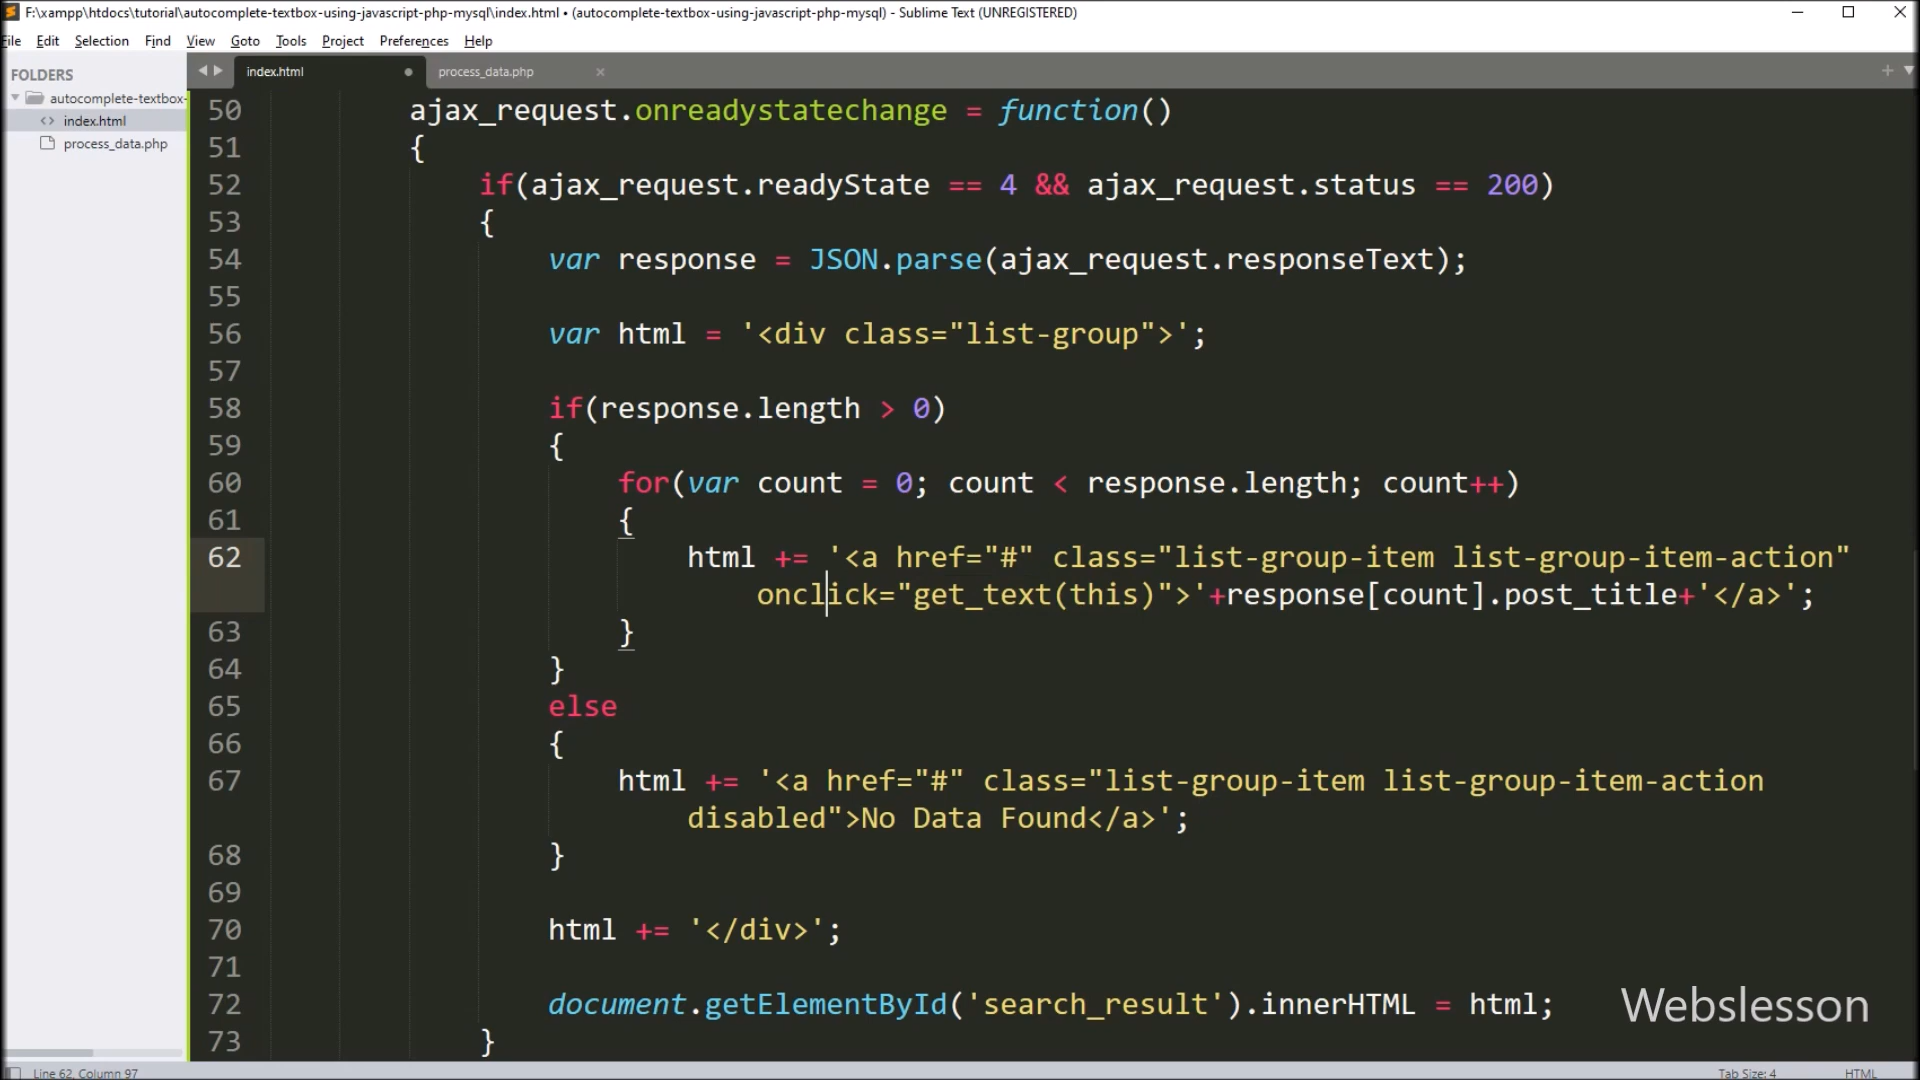 F:\xampp\htdocs\tutorial\autocomplete-textbox-using-javascript-php-mysql\index.html • (autocomplete-textbox-using-javascript-php-mysql) - Sublime Text (UNREGISTERED)
File Edit Selection Find View Goto Tools Project Preferences Help
FOLDERS
autocomplete-textbox-
index.html
process_data.php
index.html
process_data.php
50 ajax_request.onreadystatechange = function()
51 {
52 if(ajax_request.readyState == 4 && ajax_request.status == 200)
53 {
54 var response = JSON.parse(ajax_request.responseText);
55
56 var html = '<div class="list-group">';
57
58 if(response.length > 0)
59 {
60 for(var count = 0; count < response.length; count++)
61 {
62 html += '<a href="#" class="list-group-item list-group-item-action"
onclick="get_text(this)">'+response[count].post_title+'</a>';
63 }
64 }
65 else
66 {
67 html += '<a href="#" class="list-group-item list-group-item-action
disabled">No Data Found</a>';
68 }
69
70 html += '</div>';
71
72 document.getElementById('search_result').innerHTML = html;
73 }
Webslesson
Line 62, Column 97
Tab Size: 4
HTML